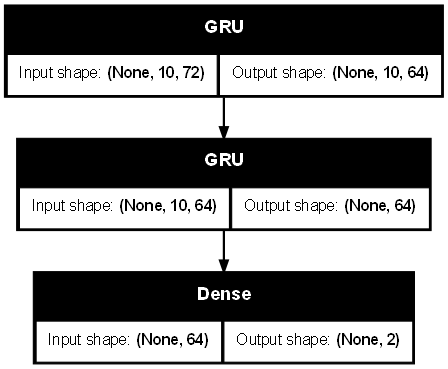 GRU
Input shape: (None, 10, 72) Output shape: (None, 10, 64)
GRU
Input shape: (None, 10, 64) Output shape: (None, 64)
Dense
Input shape: (None, 64) Output shape: (None, 2)